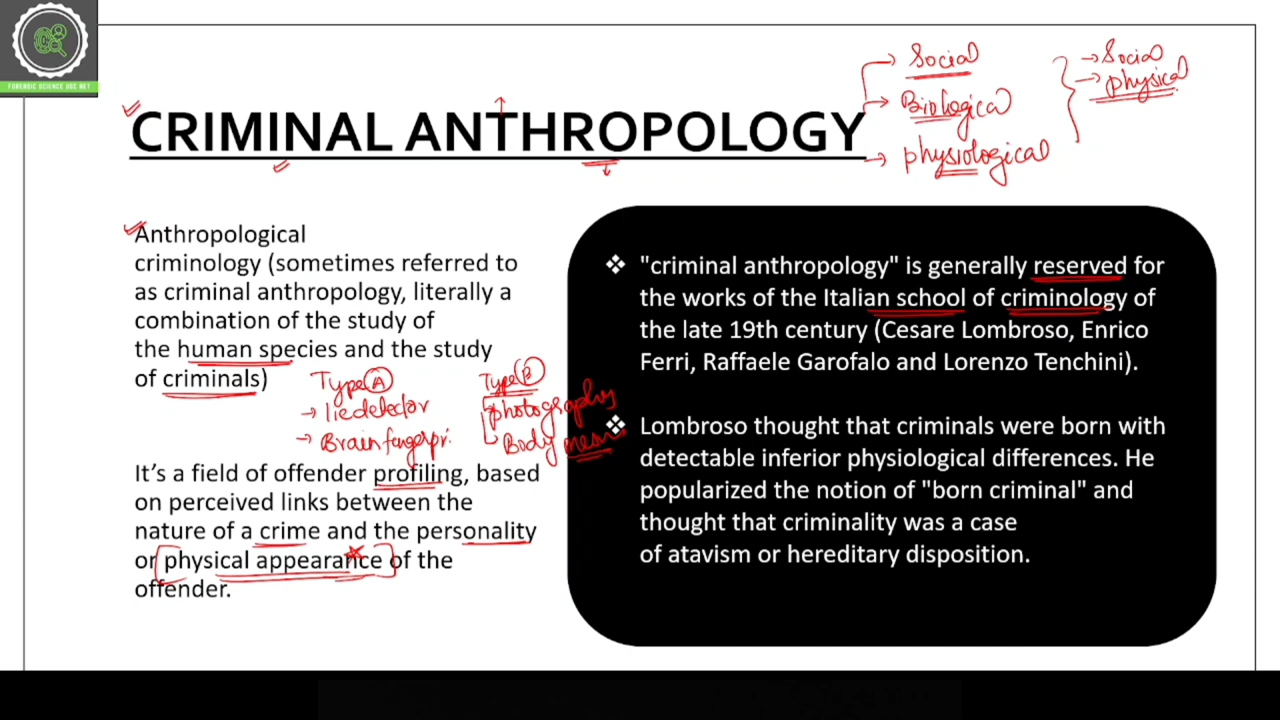 FORENSIC SCIENCE UGC NET
CRIMINAL ANTHROPOLOGY
Social
Biological
physiological
Social
physical
Anthropological
criminology (sometimes referred to
as criminal anthropology, literally a
combination of the study of
the human species and the study
of criminals)
Type A
liedetector
Brainfingerpr.
Type B
photography
Body
It's a field of offender profiling, based
on perceived links between the
nature of a crime and the personality
or physical appearance of the
offender.
"criminal anthropology" is generally reserved for
the works of the Italian school of criminology of
the late 19th century (Cesare Lombroso, Enrico
Ferri, Raffaele Garofalo and Lorenzo Tenchini).
Lombroso thought that criminals were born with
detectable inferior physiological differences. He
popularized the notion of "born criminal" and
thought that criminality was a case
of atavism or hereditary disposition.